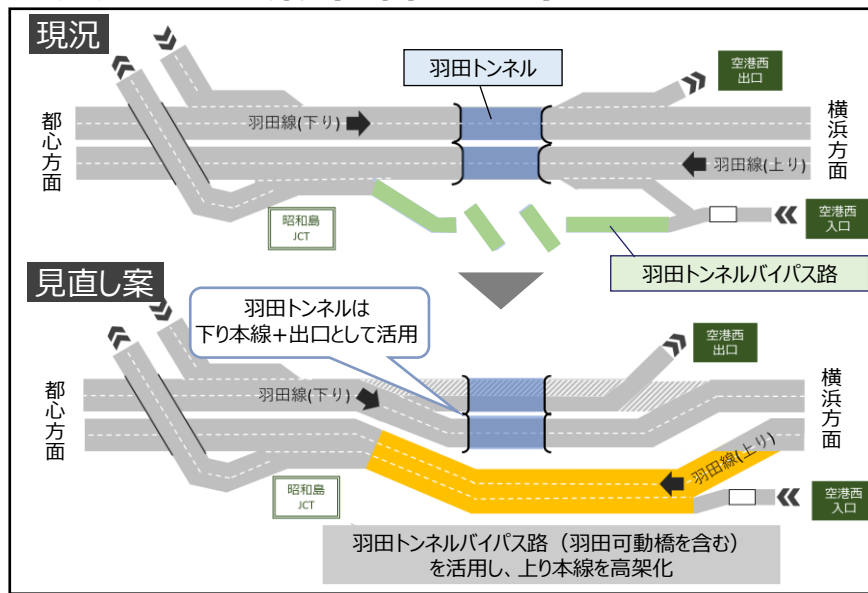 現況
羽田トンネル
空港西
出口
都心方面
横浜方面
羽田線(下り)
羽田線(上り)
昭和島
JCT
空港西
入口
羽田トンネルバイパス路
見直し案
羽田トンネルは
下り本線+出口として活用
空港西
出口
都心方面
横浜方面
羽田線(下り)
羽田線(上り)
昭和島
JCT
空港西
入口
羽田トンネルバイパス路（羽田可動橋を含む）
を活用し、上り本線を高架化